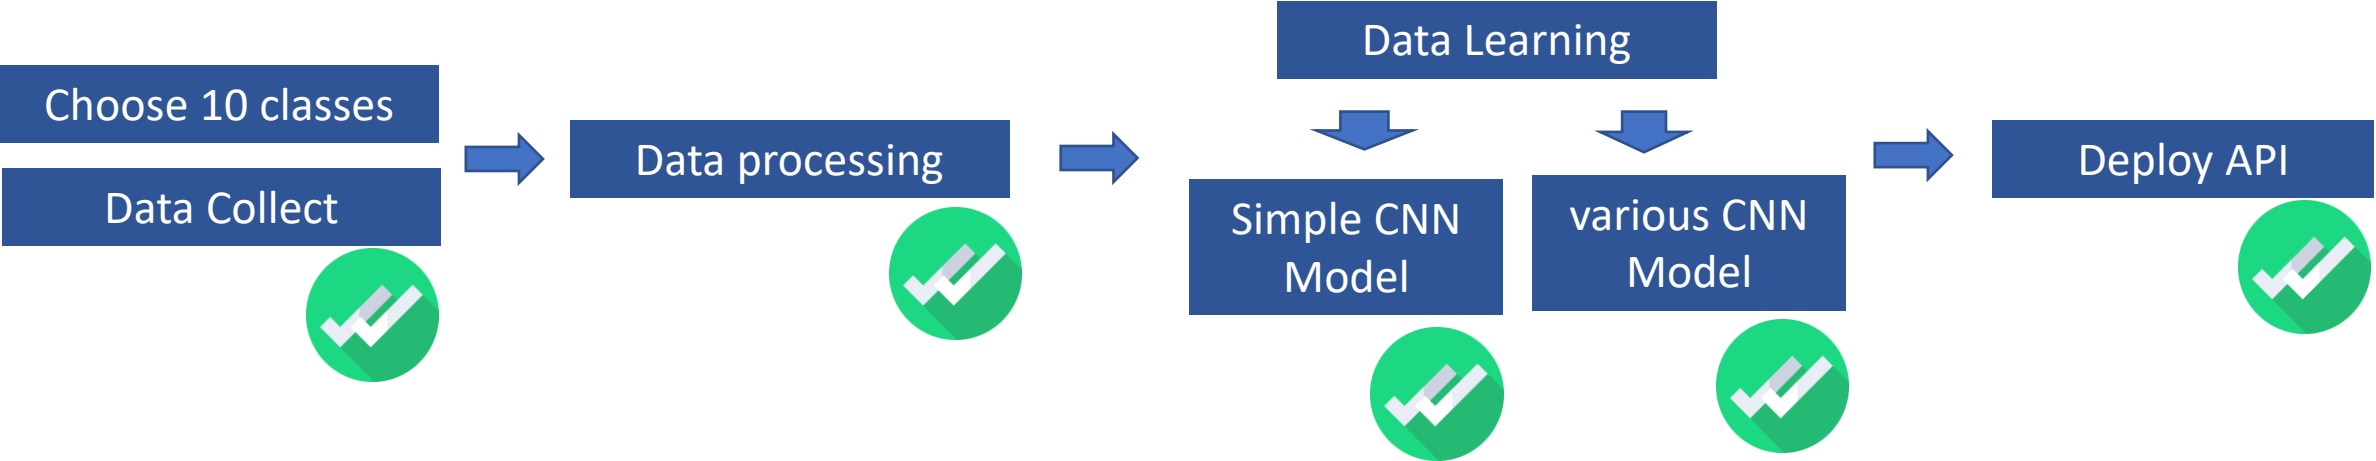 Choose 10 classes
Data Collect
Data processing
Data Learning
Simple CNN
Model
various CNN
Model
Deploy API